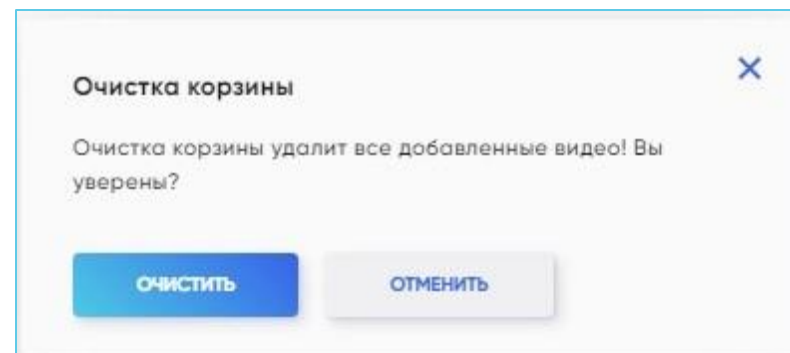 Очистка корзины
Очистка корзины удалит все добавленные видео! Вы
уверены?
ОЧИСТИТЬ
ОТМЕНИТЬ